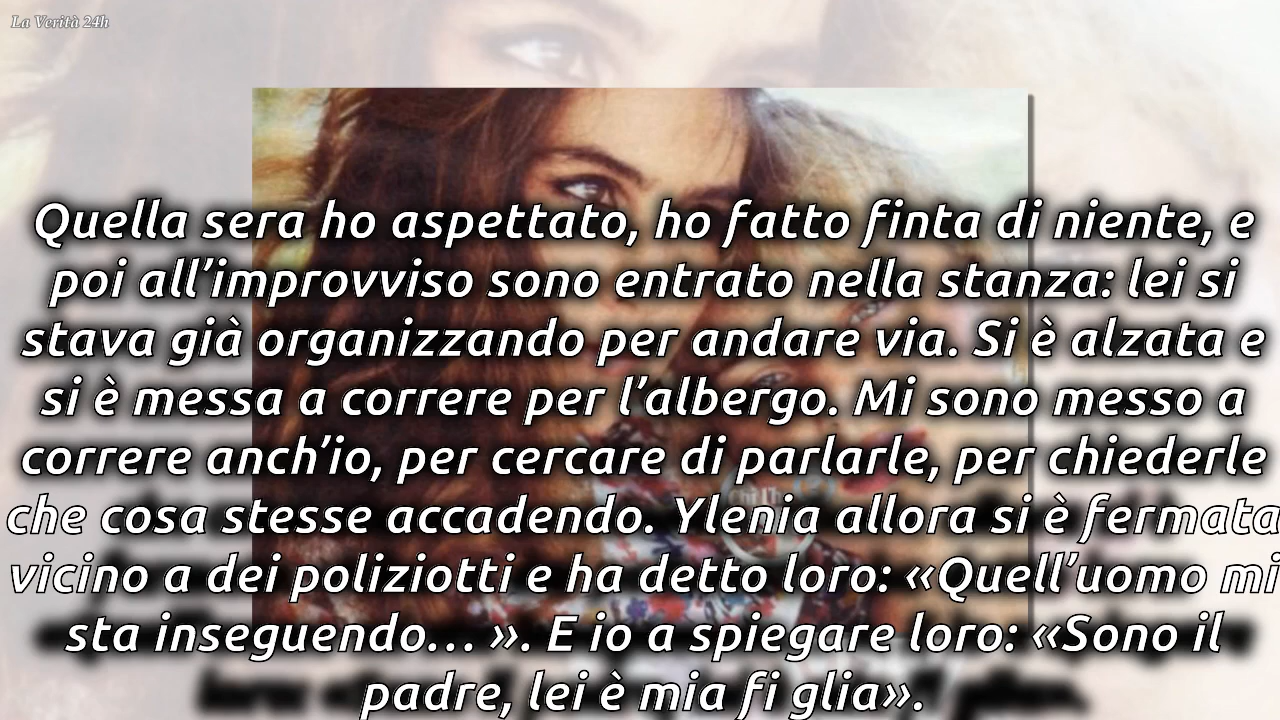 La Verità 24h
Quella sera ho aspettato, ho fatto finta di niente, e
poi all’improvviso sono entrato nella stanza: lei si
stava già organizzando per andare via. Si è alzata e
si è messa a correre per l’albergo. Mi sono messo a
correre anch’io, per cercare di parlarle, per chiederle
che cosa stesse accadendo. Ylenia allora si è fermata
vicino a dei poliziotti e ha detto loro: «Quell’uomo mi
sta inseguendo… ». E io a spiegare loro: «Sono il
padre, lei è mia fi glia».